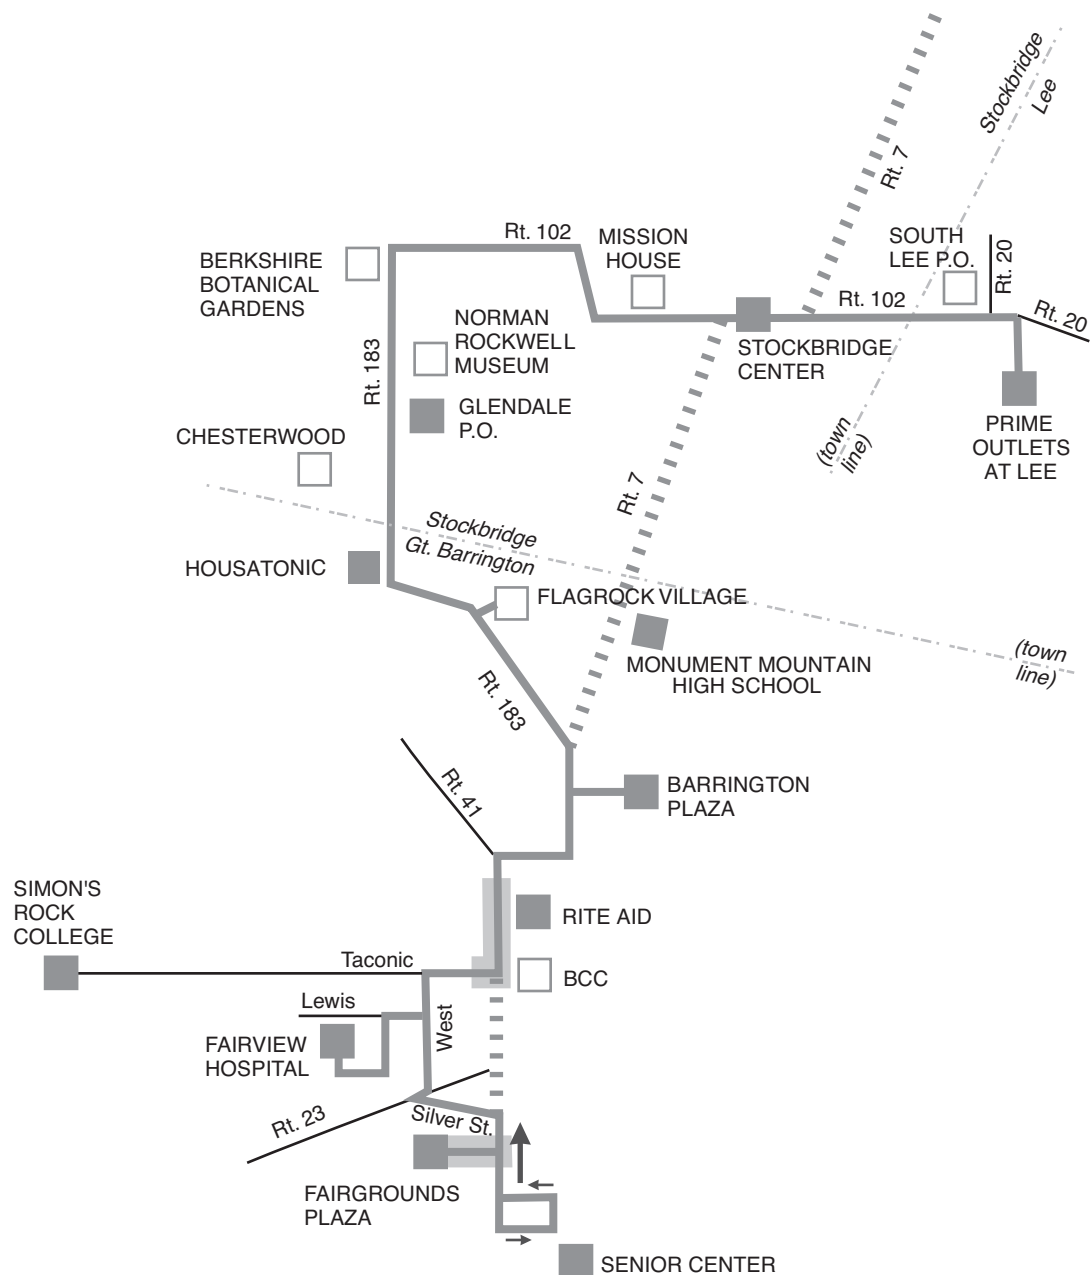 Stockbridge
Lee
Rt. 7
Rt. 102
MISSION
HOUSE
SOUTH
LEE P.O.
Rt. 20
BERKSHIRE
BOTANICAL
GARDENS
Rt. 102
Rt. 20
NORMAN
ROCKWELL
MUSEUM
Rt. 183
STOCKBRIDGE
CENTER
GLENDALE
P.O.
PRIME
OUTLETS
AT LEE
(town
line)
CHESTERWOOD
Rt. 7
Stockbridge
Gt. Barrington
HOUSATONIC
FLAGROCK VILLAGE
MONUMENT MOUNTAIN
HIGH SCHOOL
(town
line)
Rt. 183
Rt. 41
BARRINGTON
PLAZA
SIMON'S
ROCK
COLLEGE
RITE AID
Taconic
BCC
Lewis
West
FAIRVIEW
HOSPITAL
Rt. 23
Silver St.
FAIRGROUNDS
PLAZA
SENIOR CENTER